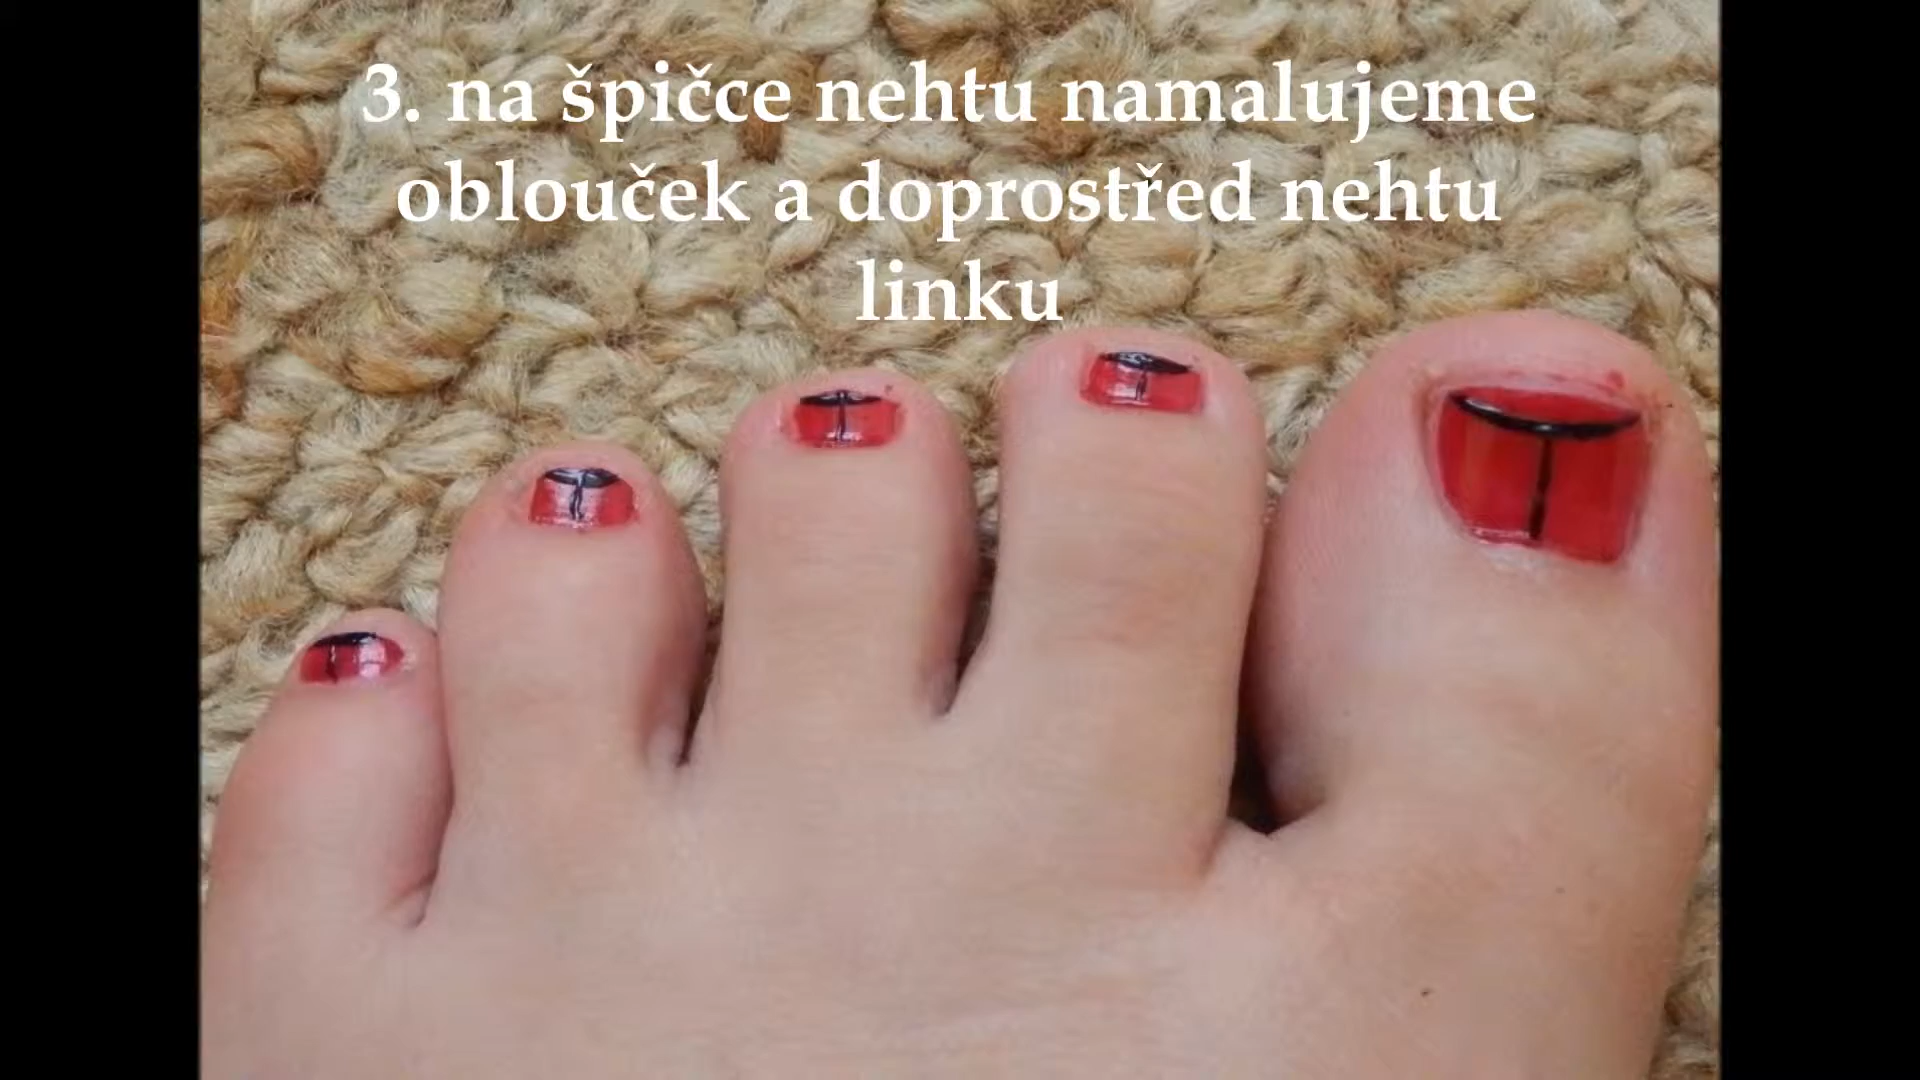 3. na špičce nehtu namalujeme
oblouček a doprostřed nehtu
linku